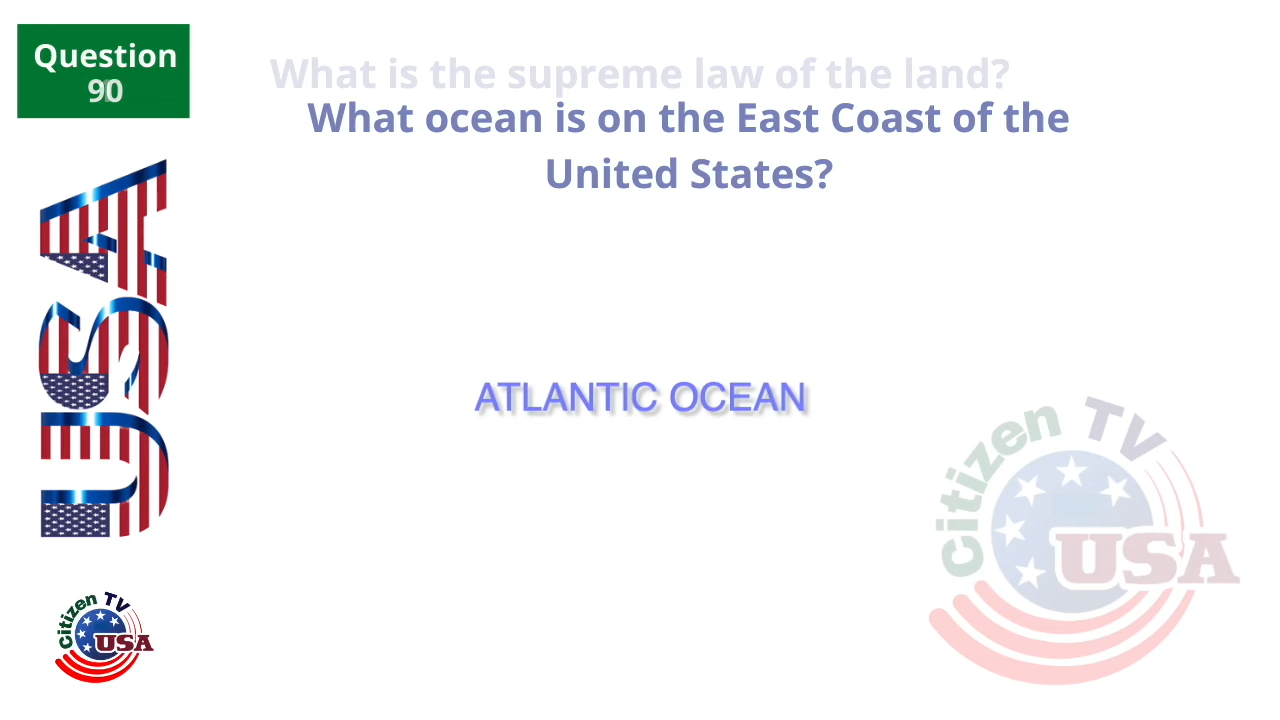 Question
90
What is the supreme law of the land?
What ocean is on the East Coast of the
United States?
USA
ATLANTIC OCEAN
Citizen TV
USA
Citizen TV
USA